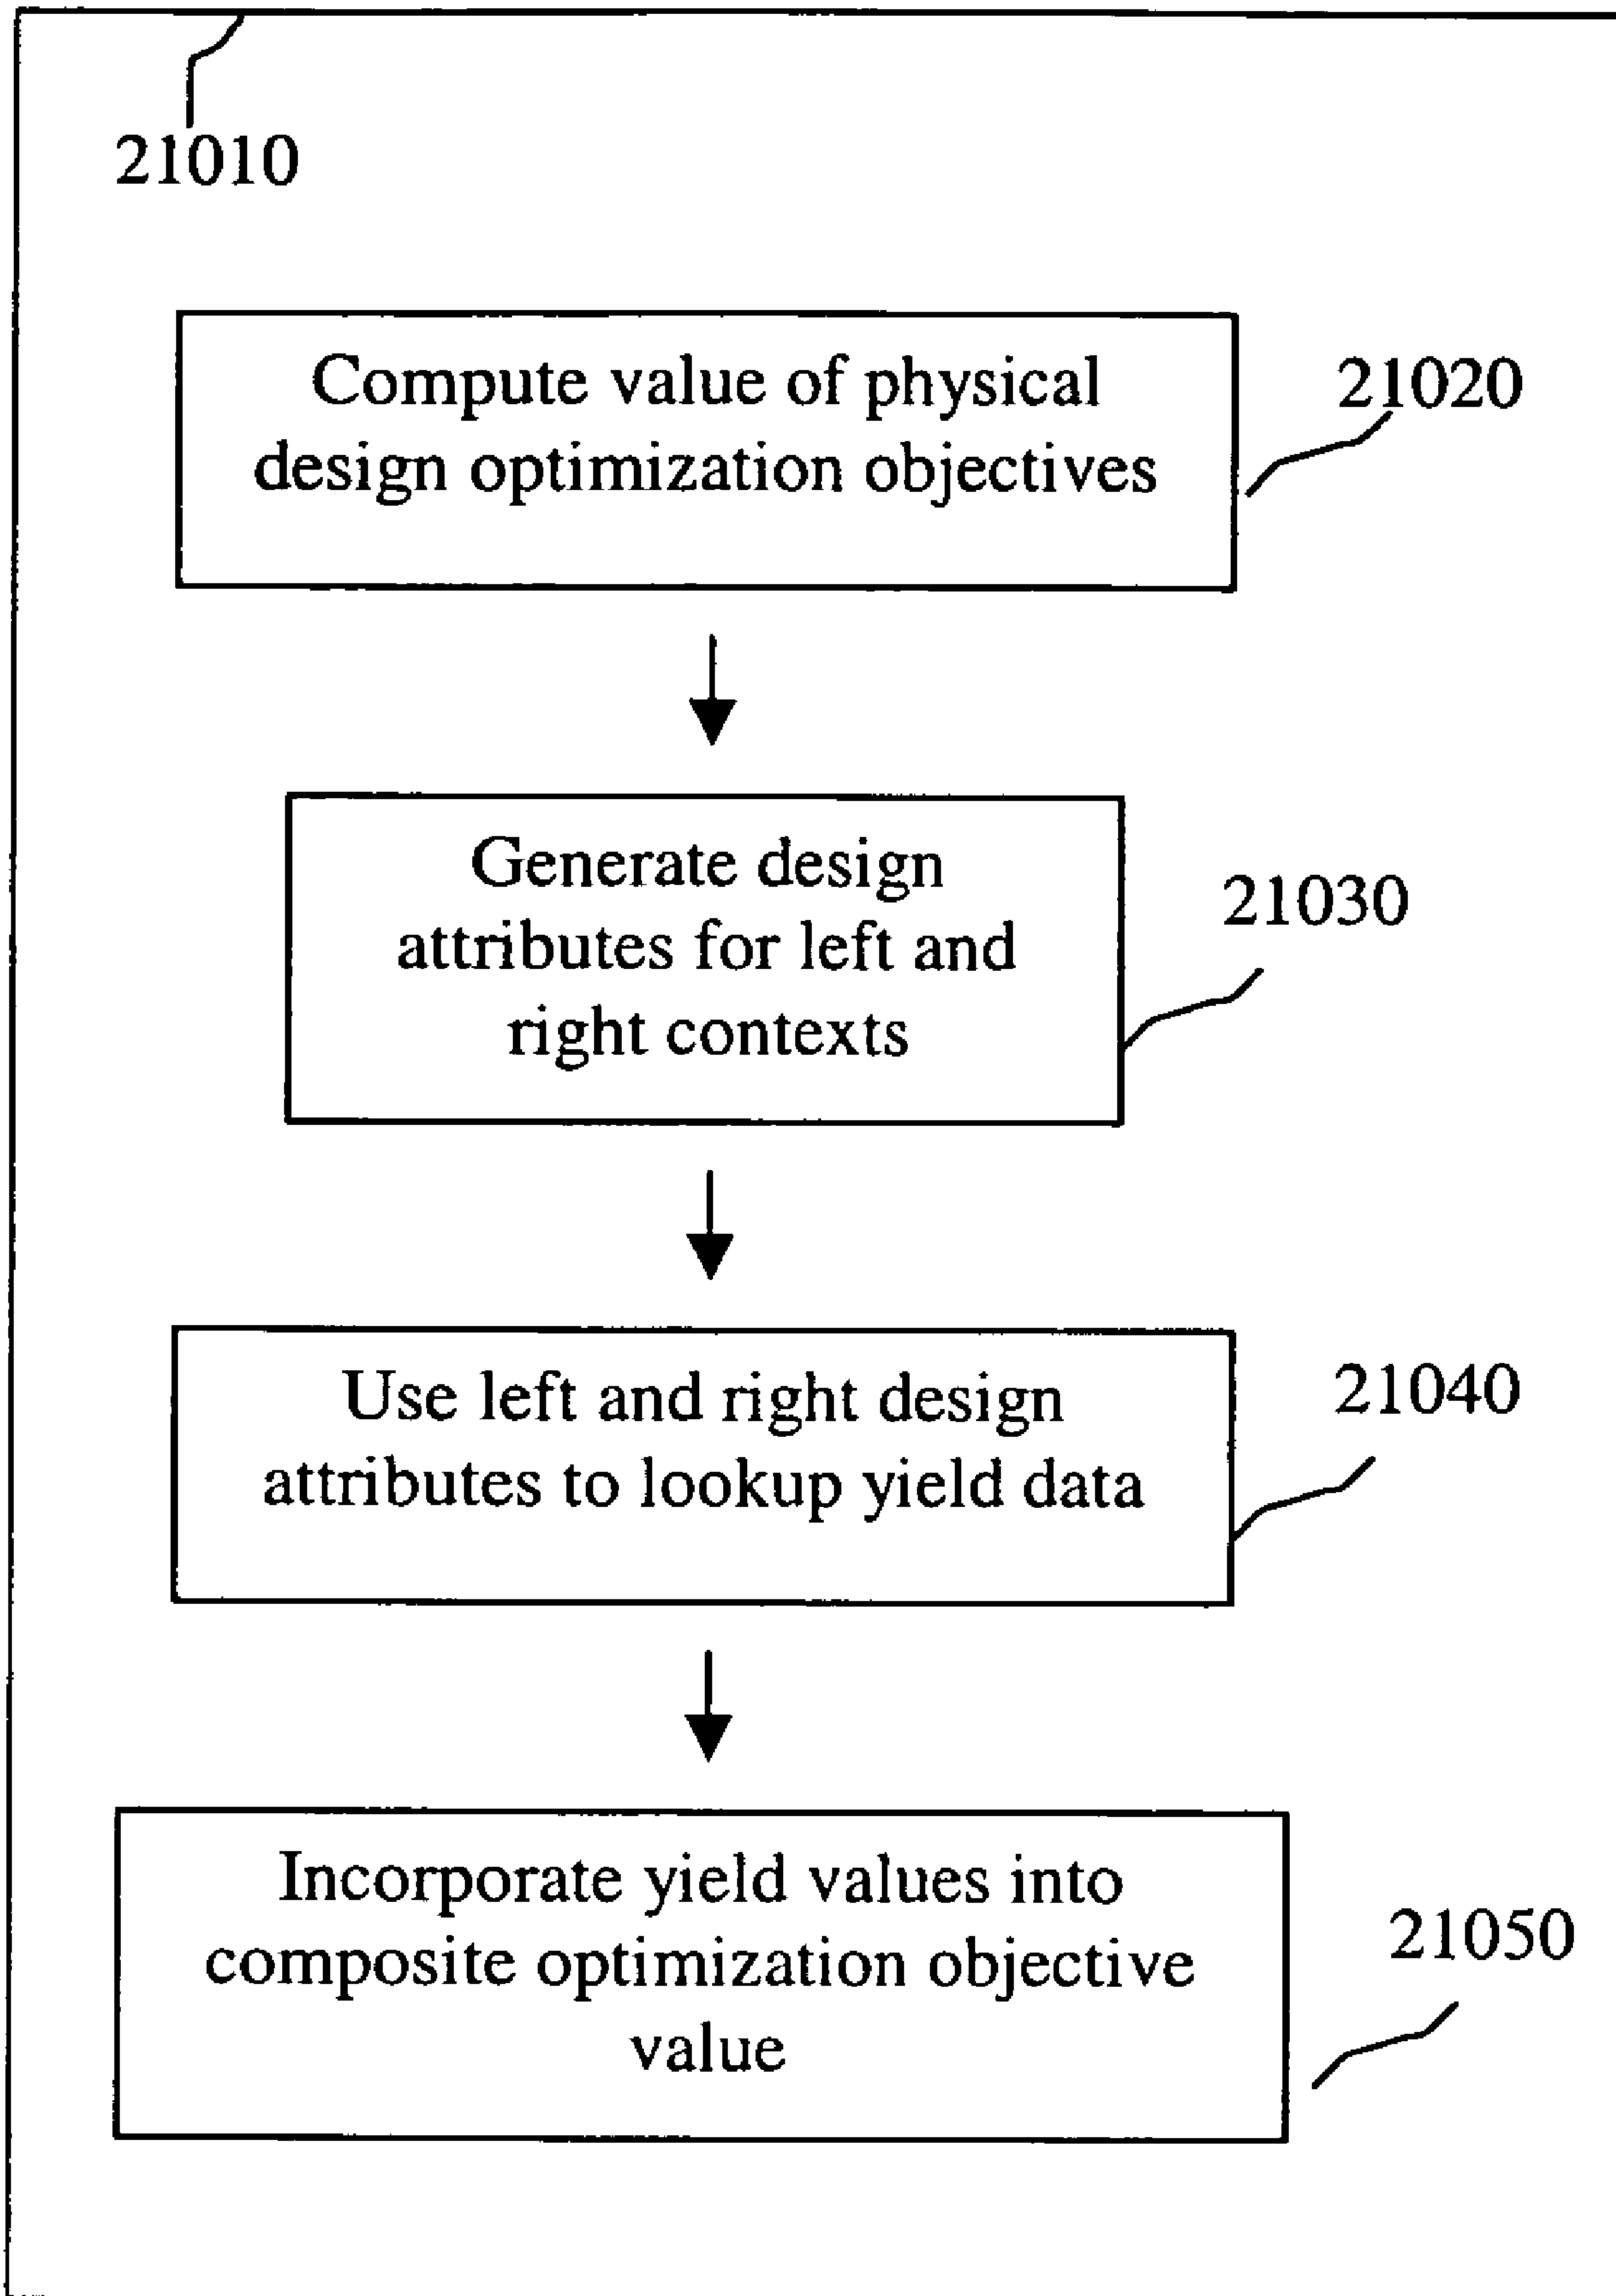 21010
Compute value of physical
design optimization objectives
21020
Generate design
attributes for left and
right contexts
21030
Use left and right design
attributes to lookup yield data
21040
Incorporate yield values into
composite optimization objective
value
21050